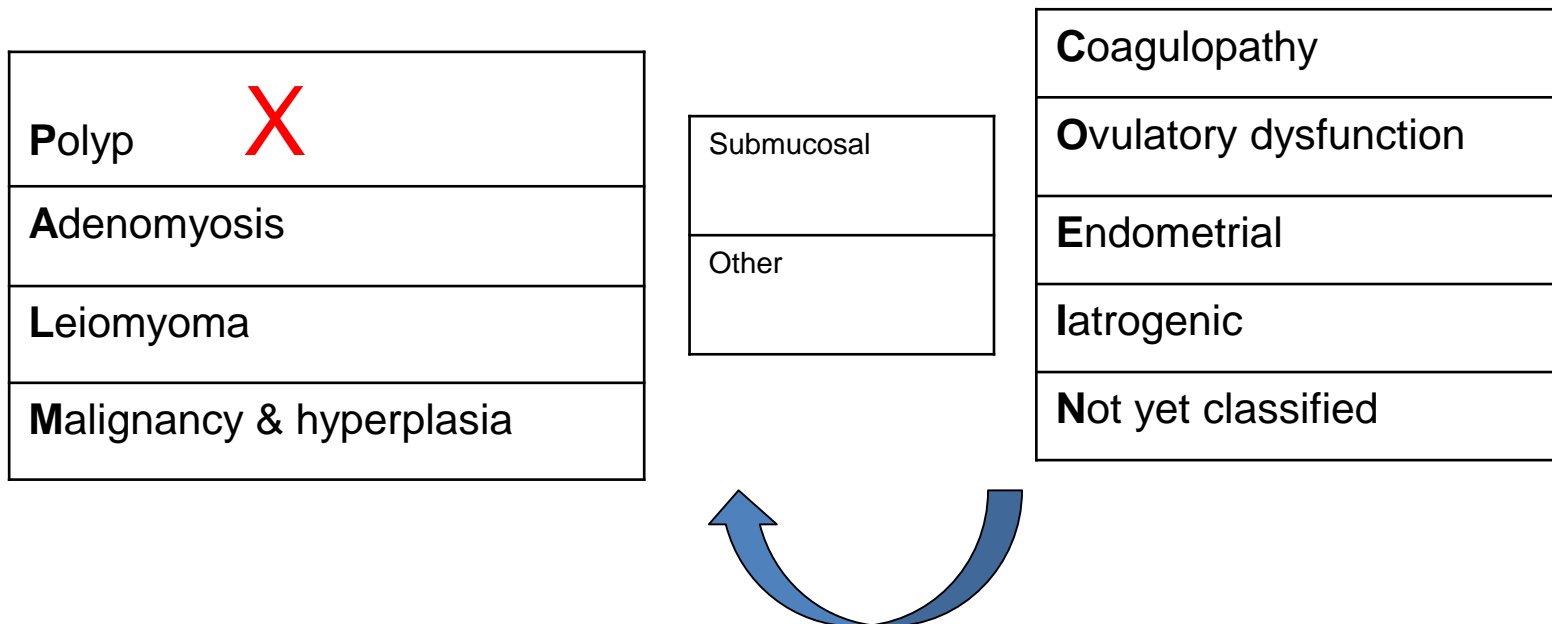 Polyp X
Adenomyosis
Leiomyoma
Malignancy & hyperplasia
Submucosal
Other
Coagulopathy
Ovulatory dysfunction
Endometrial
Iatrogenic
Not yet classified